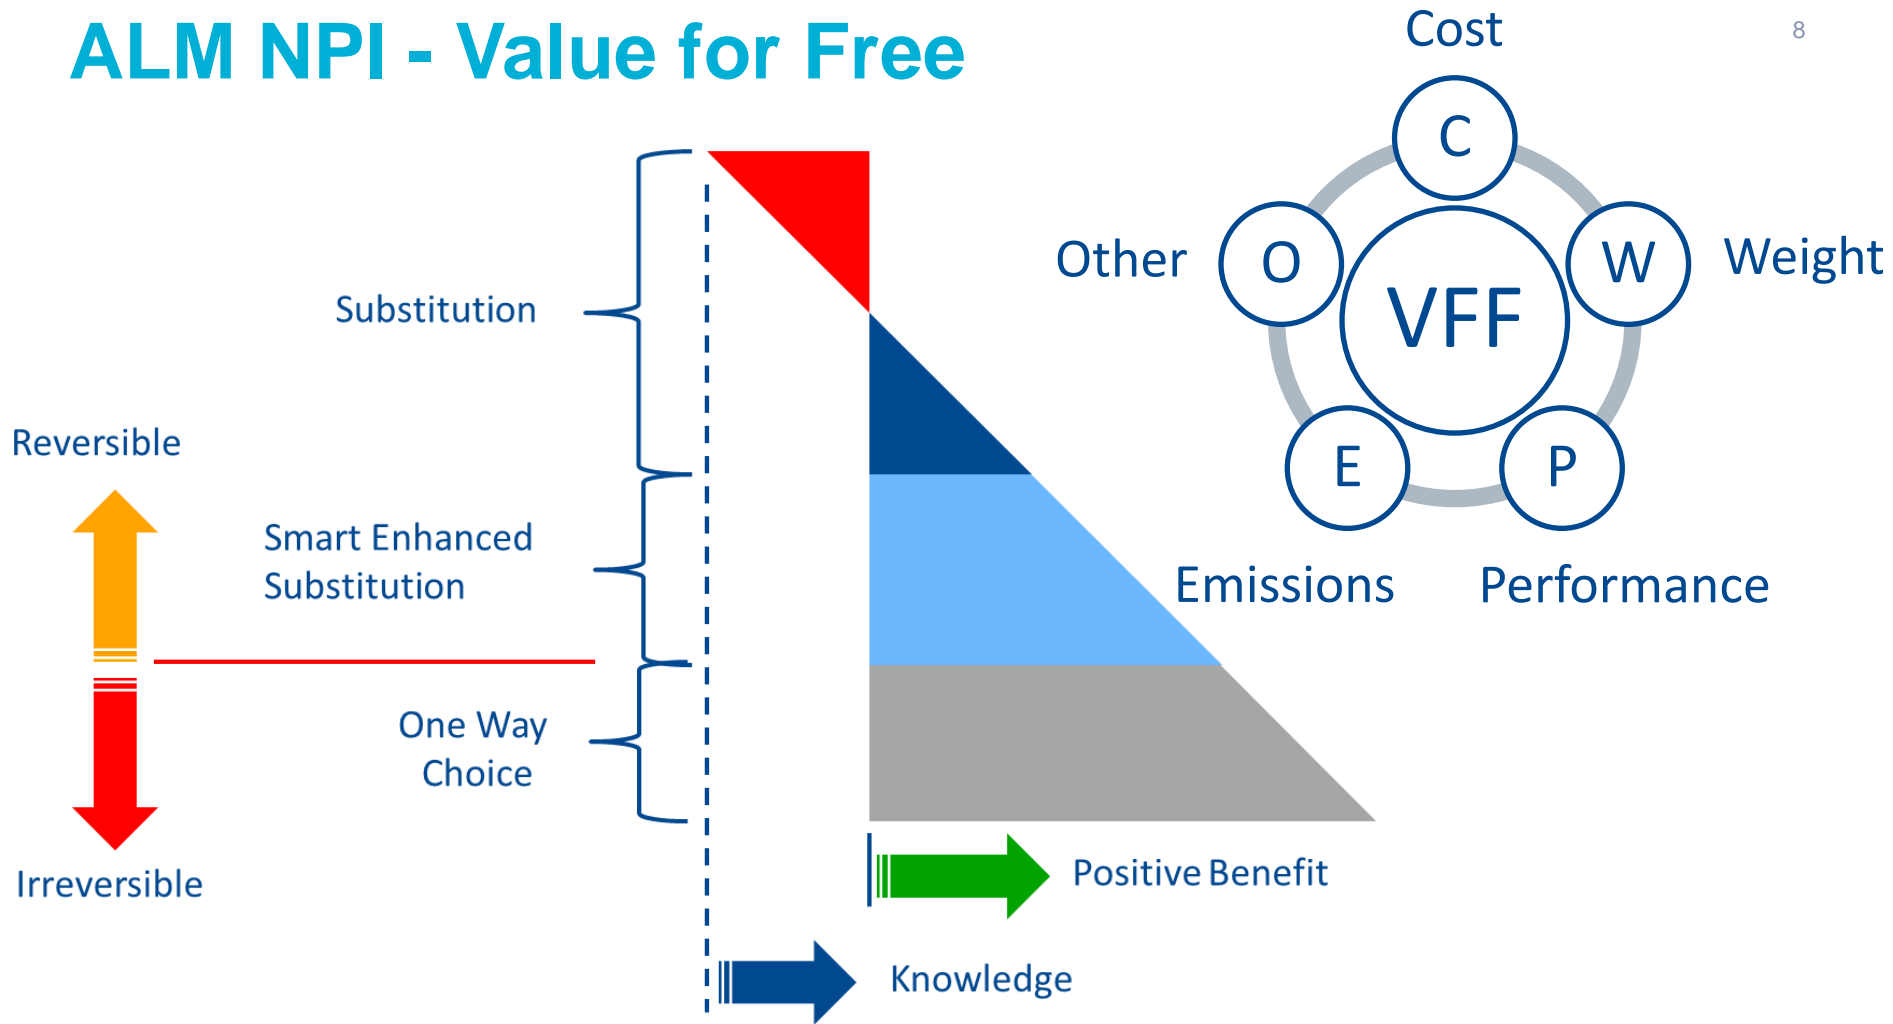 ALM NPI - Value for Free
8
Substitution
Reversible
Smart Enhanced
Substitution
One Way
Choice
Irreversible
Positive Benefit
Knowledge
Cost
C
Other
O
W
Weight
VFF
E
P
Emissions
Performance